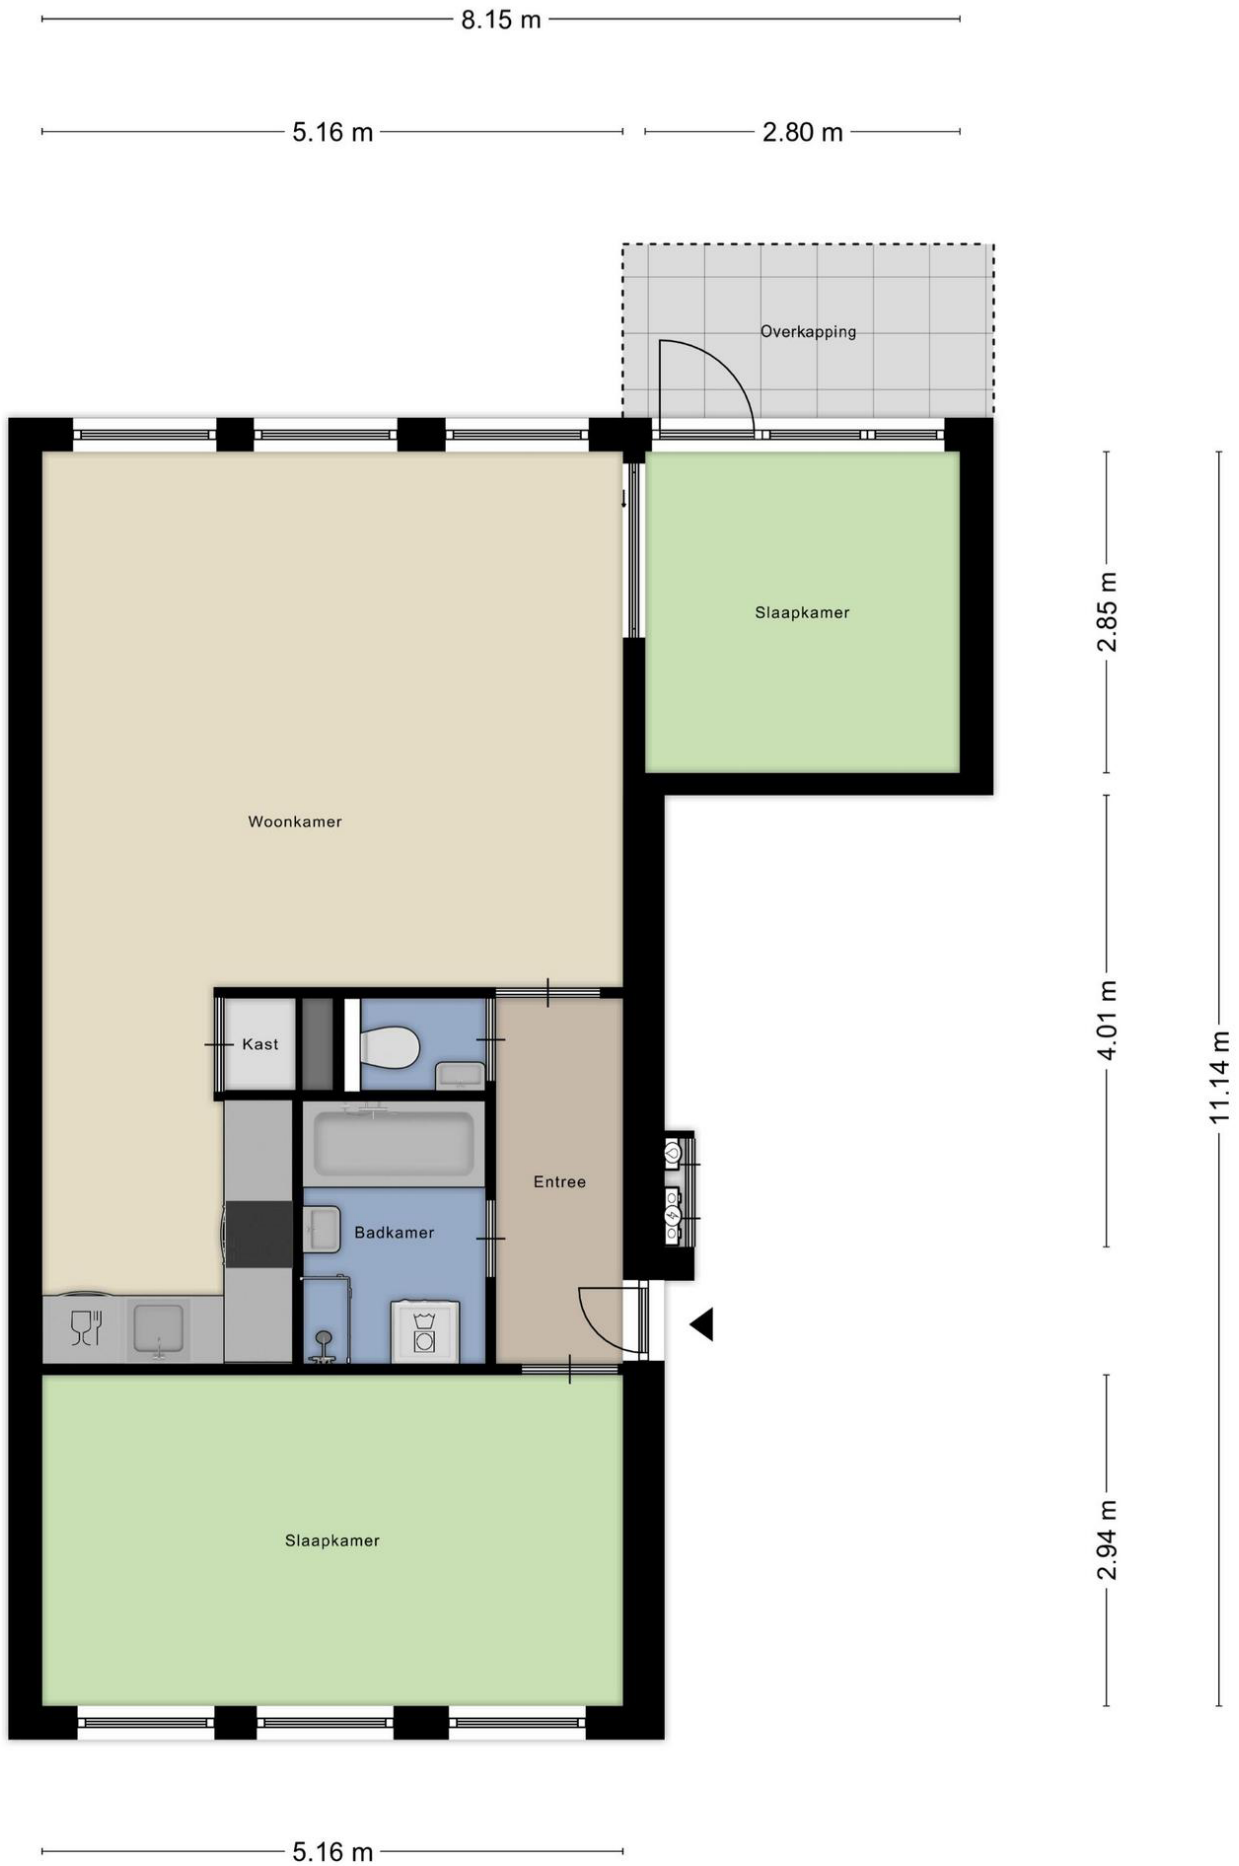 8.15 m
5.16 m
2.80 m
Overkapping
Slaapkamer
2.85 m
Woonkamer
4.01 m
11.14 m
Kast
Entree
Badkamer
Slaapkamer
2.94 m
5.16 m